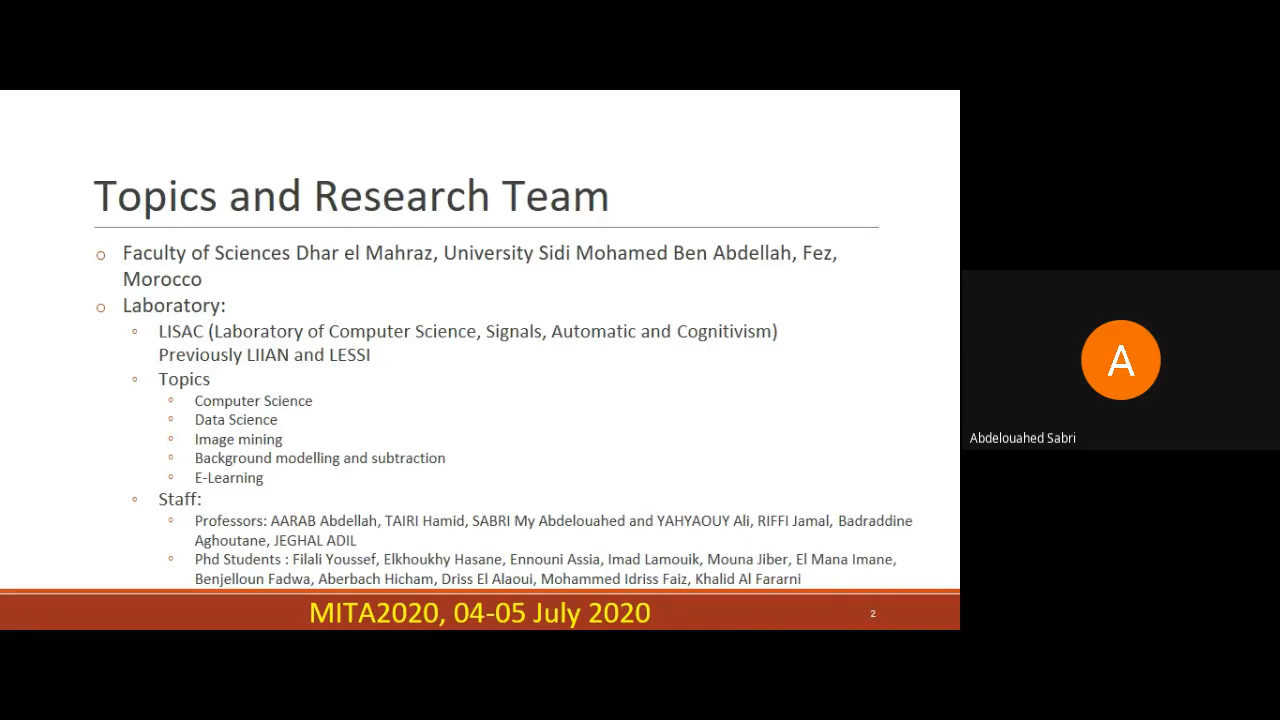 Topics and Research Team
Faculty of Sciences Dhar el Mahraz, University Sidi Mohamed Ben Abdellah, Fez,
Morocco
Laboratory:
LISAC (Laboratory of Computer Science, Signals, Automatic and Cognitivism)
Previously LIIAN and LESSI
Topics
Computer Science
Data Science
Image mining
Background modelling and subtraction
E-Learning
Staff:
Professors: AARAB Abdellah, TAIRI Hamid, SABRI My Abdelouahed and YAHYAOUY Ali, RIFFI Jamal, Badraddine
Aghoutane, JEGHAL ADIL
Phd Students : Filali Youssef, Elkhoukhy Hasane, Ennouni Assia, Imad Lamouik, Mouna Jiber, El Mana Imane,
Benjelloun Fadwa, Aberbach Hicham, Driss El Alaoui, Mohammed Idriss Faiz, Khalid Al Fararni
MITA2020, 04-05 July 2020
2
A
Abdelouahed Sabri